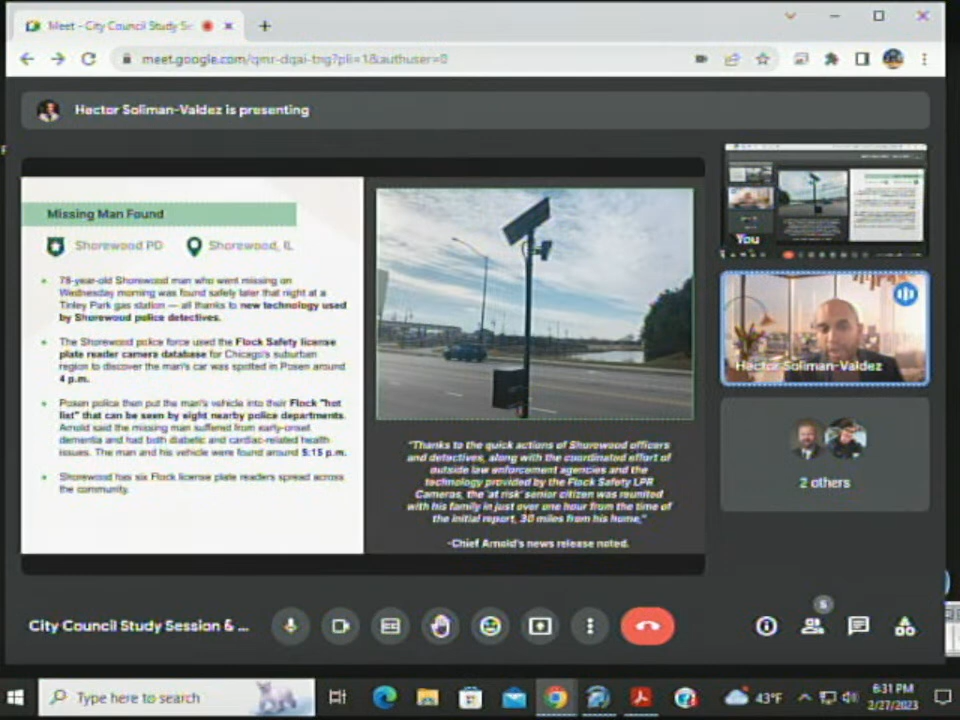 Meet - City Council Study Se
meet.google.com/qmr-dqai-tng?pli=1&authuser=0
Hector Soliman-Valdez is presenting
Missing Man Found
Shorewood PD
Shorewood, IL
78-year-old Shorewood man who went missing on
Wednesday morning was found safely later that night at a
Tinley Park gas station — all thanks to new technology used
by Shorewood police detectives.
The Shorewood police force used the Flock Safety license
plate reader camera database for Chicago's suburban
region to discover the man's car was spotted in Posen around
4 p.m.
Posen police then put the man's vehicle into their Flock "hot
list" that can be seen by eight nearby police departments.
Arnold said the missing man suffered from early-onset
dementia and had both diabetic and cardiac-related health
issues. The man and his vehicle were found around 5:15 p.m.
Shorewood has six Flock license plate readers spread across
the community.
"Thanks to the quick actions of Shorewood officers
and detectives, along with the coordinated effort of
outside law enforcement agencies and the
technology provided by the Flock Safety LPR
Cameras, the 'at risk' senior citizen was reunited
with his family in just over one hour from the time of
the initial report, 30 miles from his home,"
-Chief Arnold's news release noted.
You
Hector Soliman-Valdez
2 others
City Council Study Session & ...
5
Type here to search
43°F
6:31 PM
2/27/2023